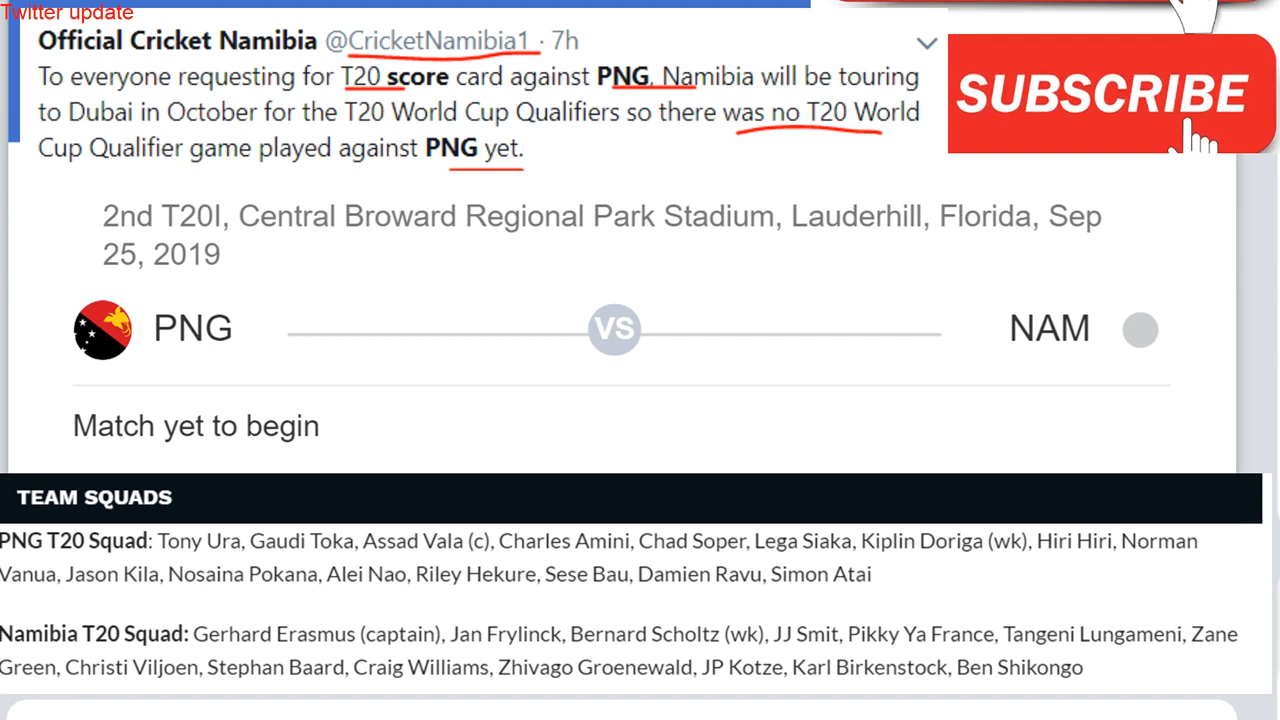 Twitter update
Official Cricket Namibia @CricketNamibia1 · 7h
To everyone requesting for T20 score card against PNG, Namibia will be touring
to Dubai in October for the T20 World Cup Qualifiers so there was no T20 World
Cup Qualifier game played against PNG yet.
SUBSCRIBE
2nd T20I, Central Broward Regional Park Stadium, Lauderhill, Florida, Sep
25, 2019
PNG VS NAM
Match yet to begin
TEAM SQUADS
PNG T20 Squad: Tony Ura, Gaudi Toka, Assad Vala (c), Charles Amini, Chad Soper, Lega Siaka, Kiplin Doriga (wk), Hiri Hiri, Norman
Vanua, Jason Kila, Nosaina Pokana, Alei Nao, Riley Hekure, Sese Bau, Damien Ravu, Simon Atai
Namibia T20 Squad: Gerhard Erasmus (captain), Jan Frylinck, Bernard Scholtz (wk), JJ Smit, Pikky Ya France, Tangeni Lungameni, Zane
Green, Christi Viljoen, Stephan Baard, Craig Williams, Zhivago Groenewald, JP Kotze, Karl Birkenstock, Ben Shikongo